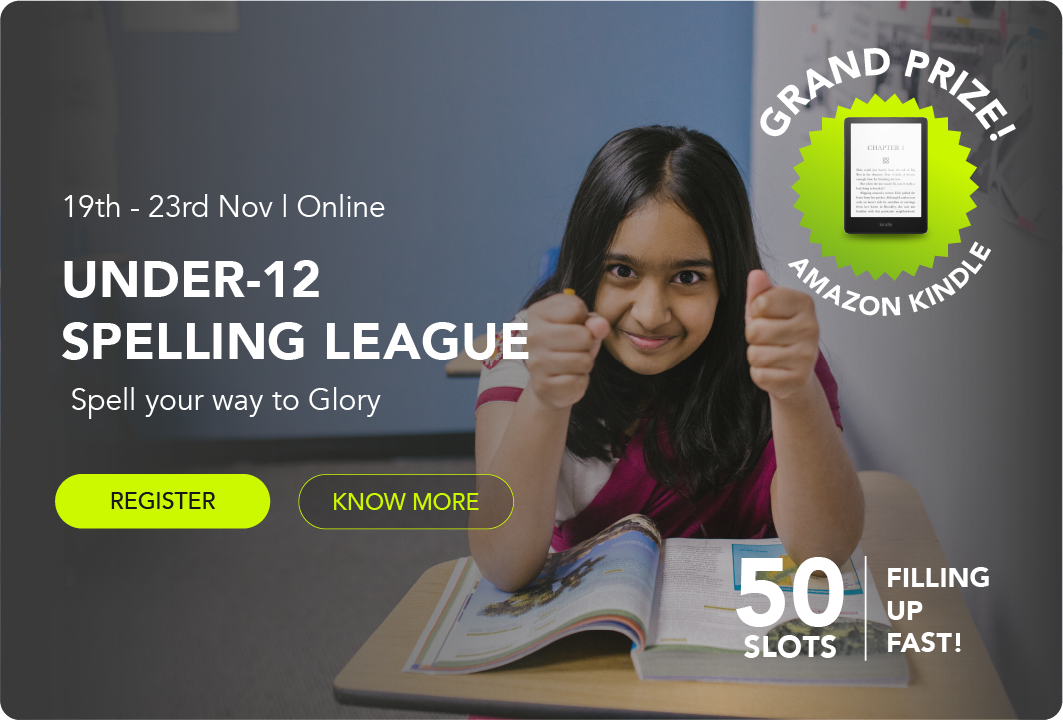 GRAND PRIZE!
CHAPTER 1
AMAZON KINDLE
19th - 23rd Nov | Online
UNDER-12
SPELLING LEAGUE
Spell your way to Glory
REGISTER
KNOW MORE
50
SLOTS
FILLING
UP
FAST!